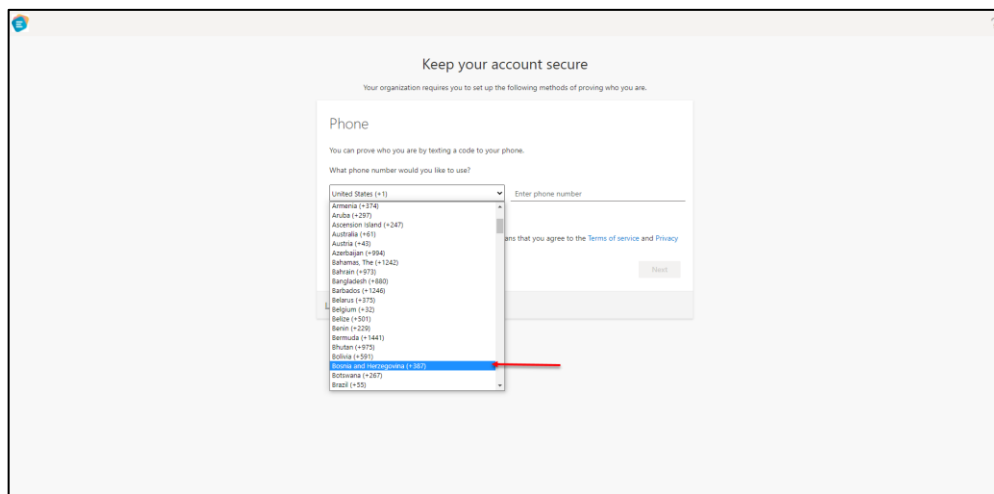 Keep your account secure
Your organization requires you to set up the following methods of proving who you are.
Phone
You can prove who you are by texting a code to your phone.
What phone number would you like to use?
United States (+1)
Enter phone number
Armenia (+374)
Aruba (+297)
Ascension Island (+247)
Australia (+61)
Austria (+43)
ans that you agree to the Terms of service and Privacy
Azerbaijan (+994)
Bahamas, The (+1242)
Bahrain (+973)
Next
Bangladesh (+880)
Barbados (+1246)
Belarus (+375)
Belgium (+32)
Belize (+501)
Benin (+229)
Bermuda (+1441)
Bhutan (+975)
Bolivia (+591)
Bosnia and Herzegovina (+387)
Botswana (+267)
Brazil (+55)